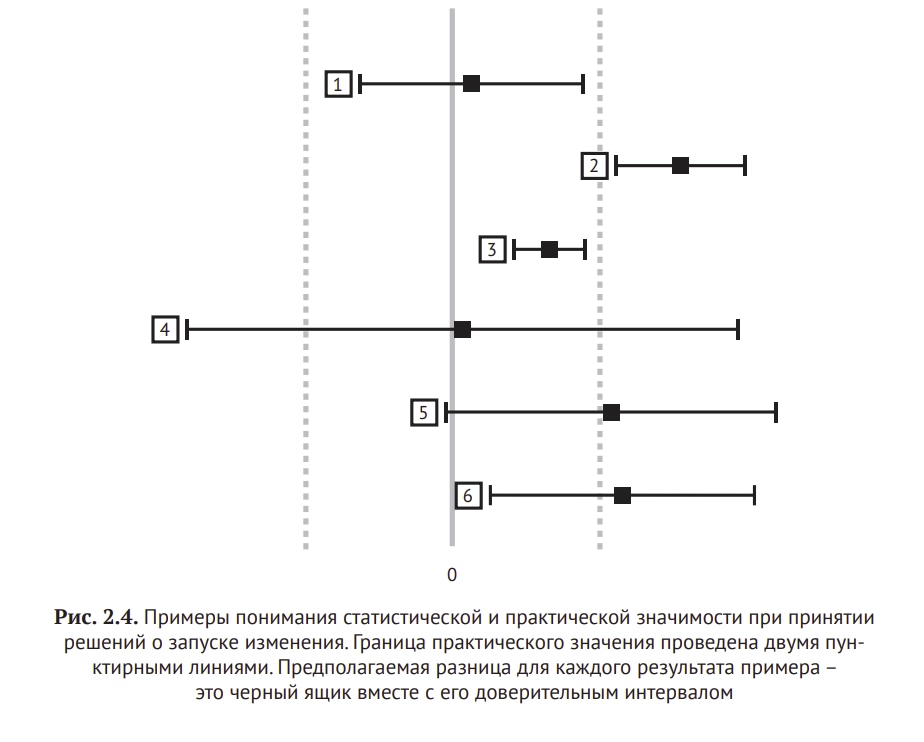 1
2
3
4
5
6
0
Рис. 2.4. Примеры понимания статистической и практической значимости при принятии
решений о запуске изменения. Граница практического значения проведена двумя пун-
ктирными линиями. Предполагаемая разница для каждого результата примера –
это черный ящик вместе с его доверительным интервалом